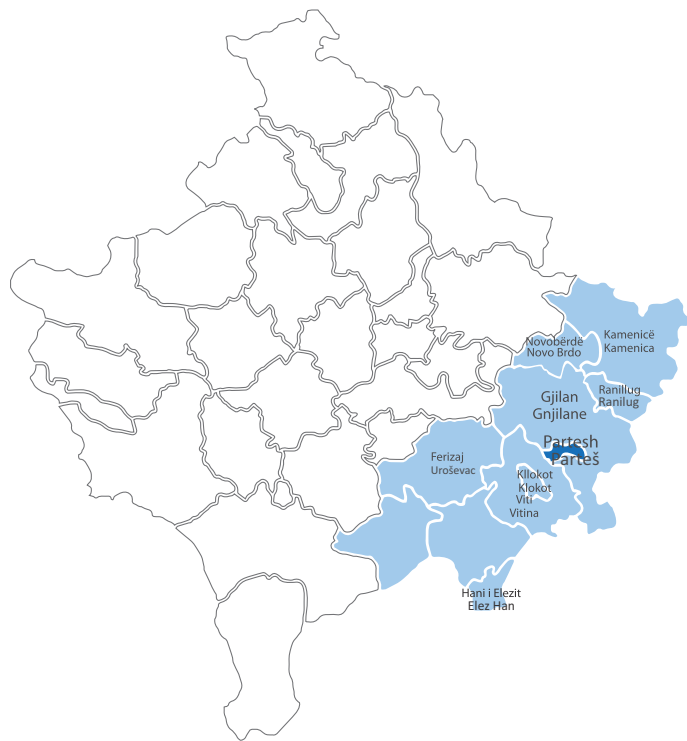 Novobërdë
Novo Brdo
Kamenicë
Kamenica
Ranillug
Ranilug
Gjilan
Gnjilane
Partesh
Parteš
Ferizaj
Uroševac
Kllokot
Klokot
Viti
Vitina
Hani i Elezit
Elez Han